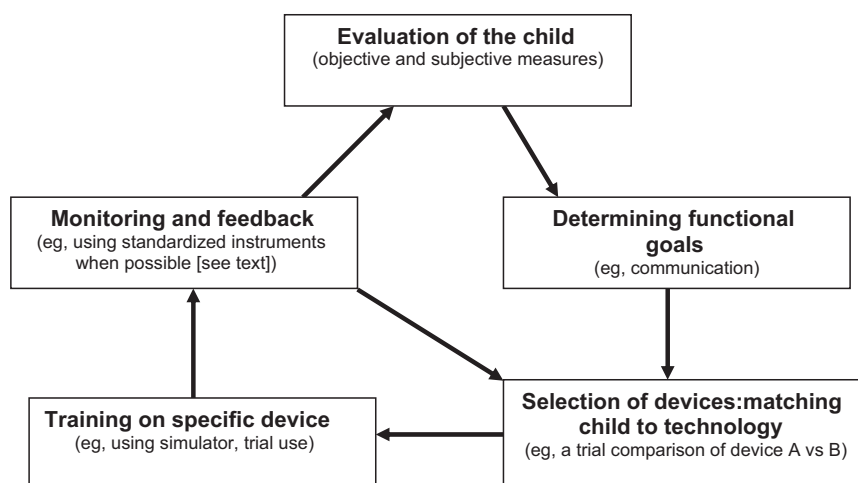 Evaluation of the child
(objective and subjective measures)
Monitoring and feedback
(eg, using standardized instruments
when possible [see text])
Determining functional
goals
(eg, communication)
Training on specific device
(eg, using simulator, trial use)
Selection of devices:matching
child to technology
(eg, a trial comparison of device A vs B)